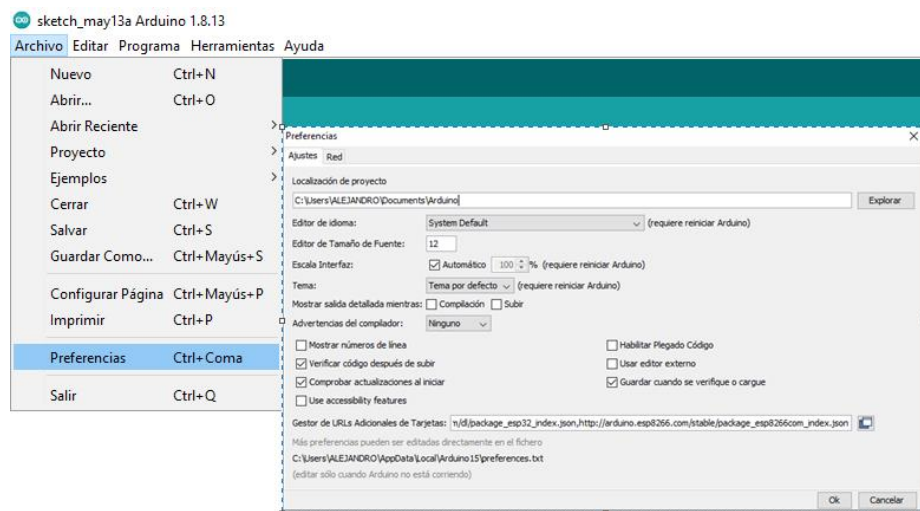 sketch_may13a Arduino 1.8.13
Archivo Editar Programa Herramientas Ayuda
Nuevo Ctrl+N
Abrir... Ctrl+O
Abrir Reciente
Proyecto
Ejemplos
Cerrar Ctrl+W
Salvar Ctrl+S
Guardar Como... Ctrl+Mayús+S
Configurar Página Ctrl+Mayús+P
Imprimir Ctrl+P
Preferencias Ctrl+Coma
Salir Ctrl+Q
Preferencias
Ajustes Red
Localización de proyecto
C:\Users\ALEJANDRO\Documents\Arduino Explorar
Editor de idioma: System Default (requiere reiniciar Arduino)
Editor de Tamaño de Fuente: 12
Escala Interfaz: Automático 100 % (requiere reiniciar Arduino)
Tema: Tema por defecto (requiere reiniciar Arduino)
Mostrar salida detallada mientras: Compilación Subir
Advertencias del compilador: Ninguno
Mostrar números de línea Habilitar Plegado Código
Verificar código después de subir Usar editor externo
Comprobar actualizaciones al iniciar Guardar cuando se verifique o cargue
Use accessibility features
Gestor de URLs Adicionales de Tarjetas: n/dl/package_esp32_index.json,http://arduino.esp8266.com/stable/package_esp8266com_index.json
Más preferencias pueden ser editadas directamente en el fichero
C:\Users\ALEJANDRO\AppData\Local\Arduino15\preferences.txt
(editar sólo cuando Arduino no está corriendo)
Ok Cancelar